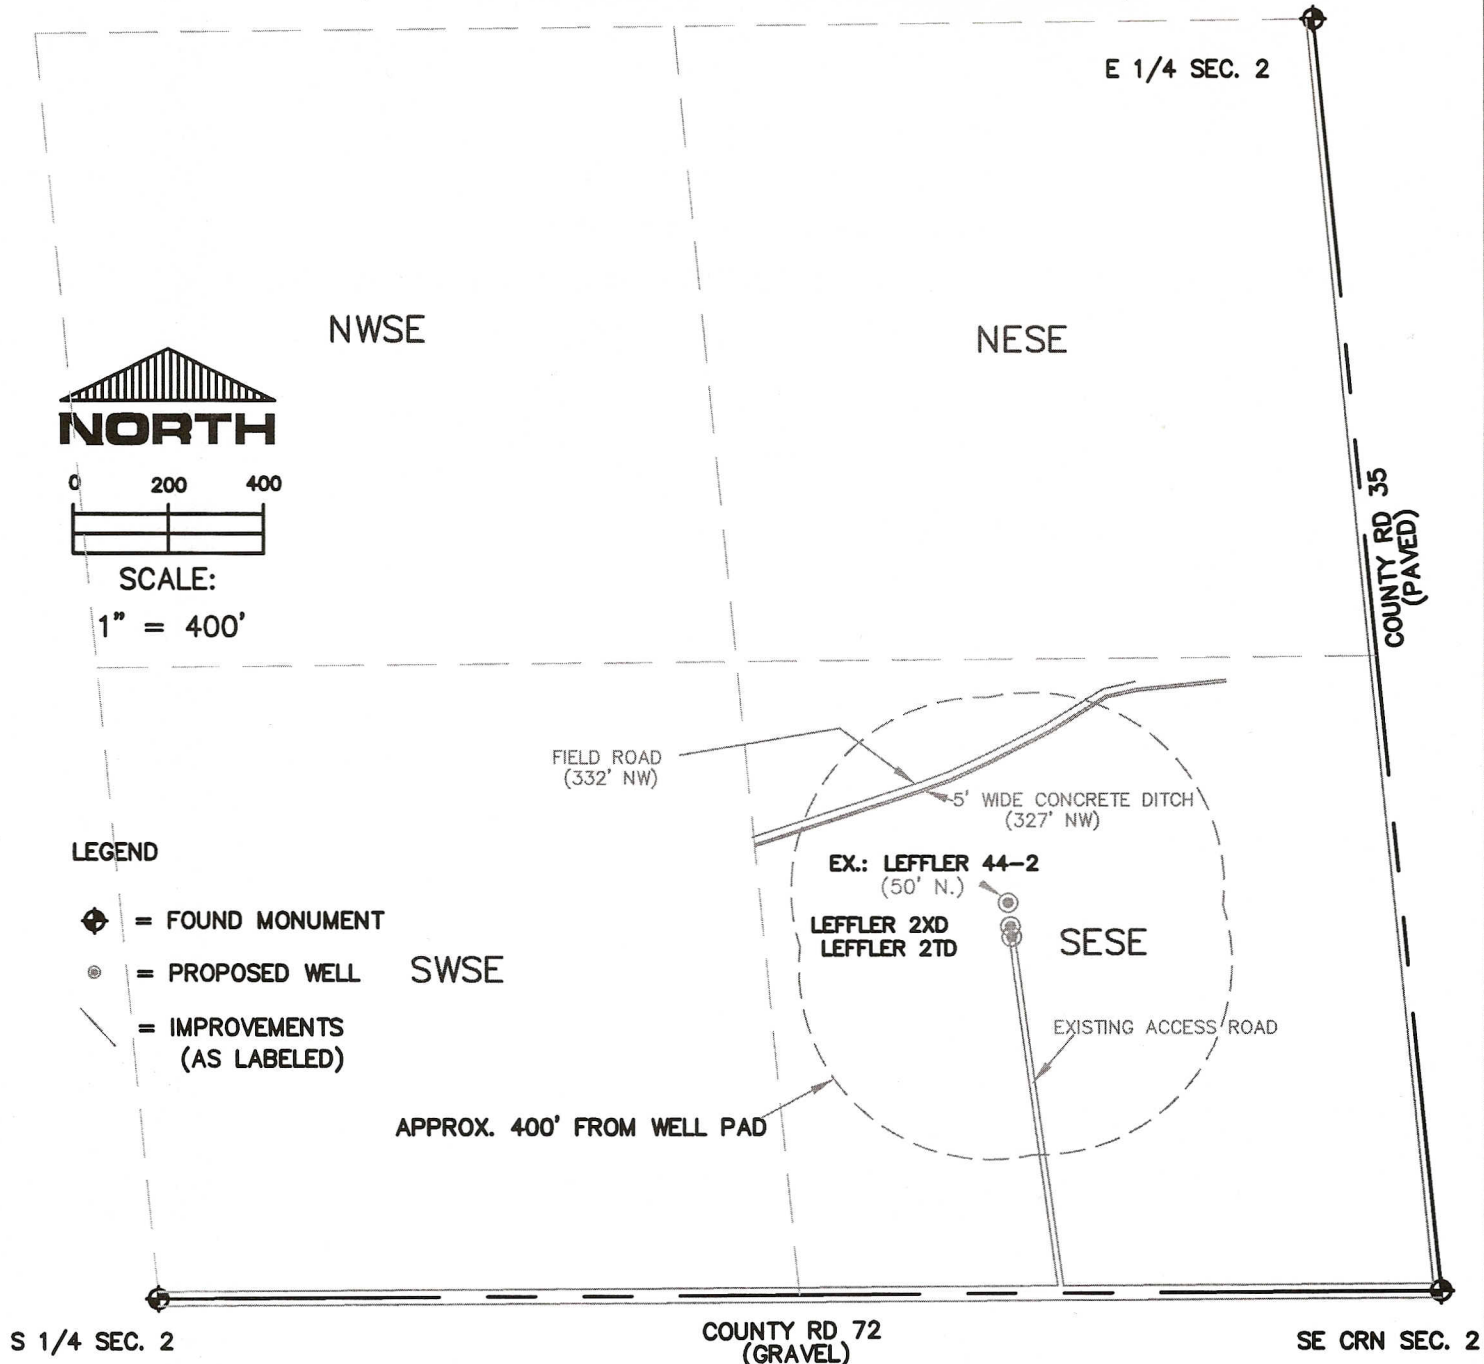 E 1/4 SEC. 2
NWSE
NESE
NORTH
0 200 400
SCALE:
1" = 400'
COUNTY RD 35
(PAVED)
FIELD ROAD
(332' NW)
5' WIDE CONCRETE DITCH
(327' NW)
LEGEND
EX.: LEFFLER 44-2
(50' N.)
= FOUND MONUMENT
LEFFLER 2XD
LEFFLER 2TD
SESE
= PROPOSED WELL
SWSE
= IMPROVEMENTS
(AS LABELED)
EXISTING ACCESS ROAD
APPROX. 400' FROM WELL PAD
S 1/4 SEC. 2
COUNTY RD 72
(GRAVEL)
SE CRN SEC. 2